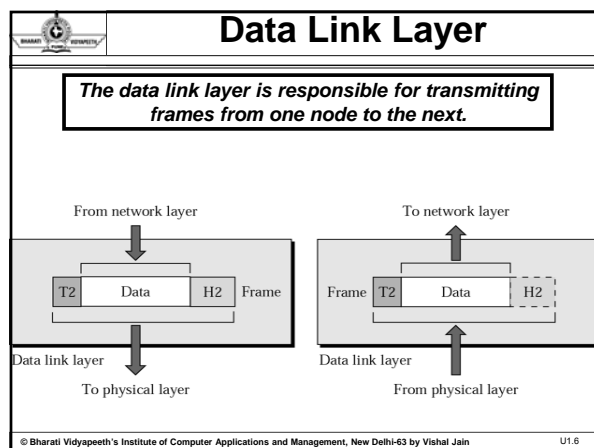 BHARATI VIDYAPEETH
PUNE
Data Link Layer
The data link layer is responsible for transmitting
frames from one node to the next.
From network layer
T2 Data H2 Frame
Data link layer
To physical layer
To network layer
Frame T2 Data H2
Data link layer
From physical layer
© Bharati Vidyapeeth's Institute of Computer Applications and Management, New Delhi-63 by Vishal Jain U1.6